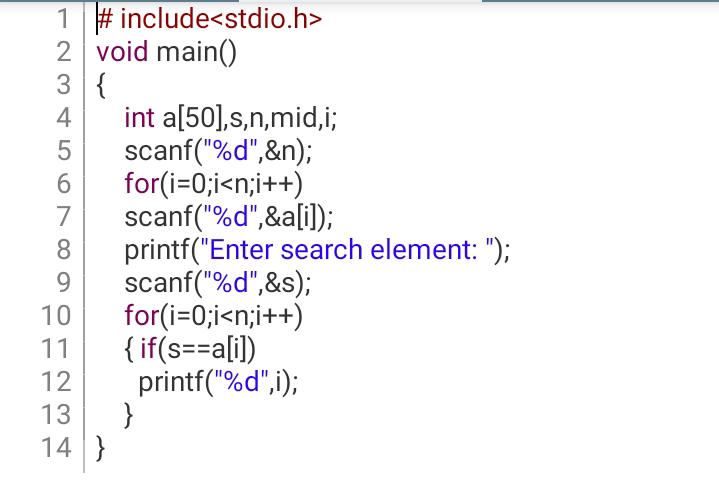 1 # include<stdio.h>
2 void main()
3 {
4 int a[50],s,n,mid,i;
5 scanf("%d",&n);
6 for(i=0;i<n;i++)
7 scanf("%d",&a[i]);
8 printf("Enter search element: ");
9 scanf("%d",&s);
10 for(i=0;i<n;i++)
11 { if(s==a[i])
12 printf("%d",i);
13 }
14 }